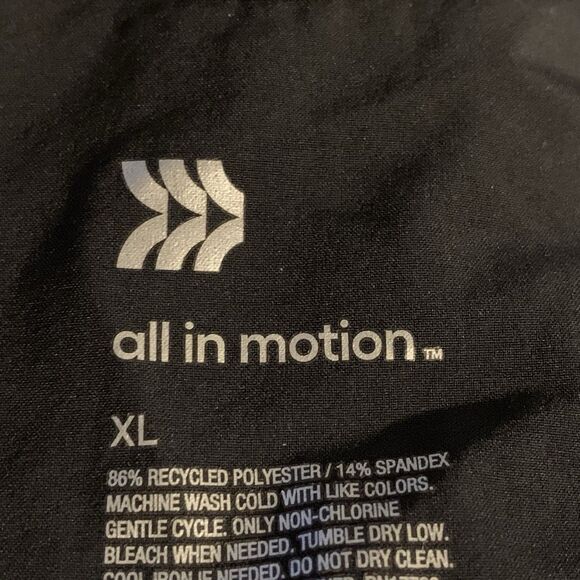 all in motion™
XL
86% RECYCLED POLYESTER / 14% SPANDEX
MACHINE WASH COLD WITH LIKE COLORS.
GENTLE CYCLE. ONLY NON-CHLORINE
BLEACH WHEN NEEDED. TUMBLE DRY LOW.
COOL IRON IF NEEDED. DO NOT DRY CLEAN.